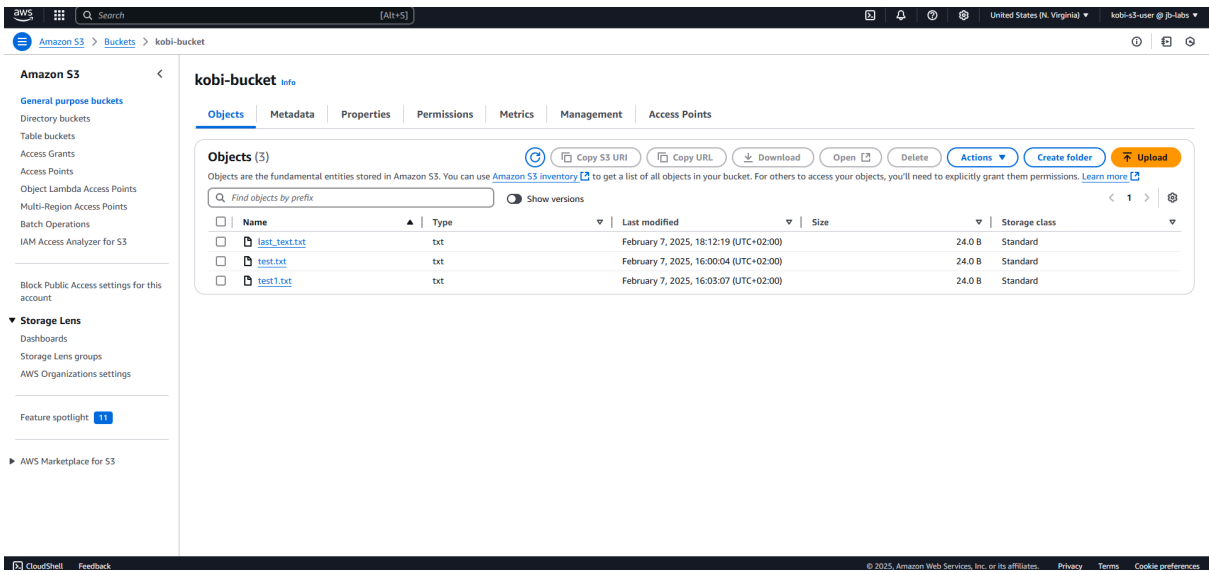 aws Search [Alt+S] United States (N. Virginia) ▼ kobi-s3-user @ jb-labs ▼
Amazon S3 > Buckets > kobi-bucket
Amazon S3
General purpose buckets
Directory buckets
Table buckets
Access Grants
Access Points
Object Lambda Access Points
Multi-Region Access Points
Batch Operations
IAM Access Analyzer for S3
Block Public Access settings for this
account
Storage Lens
Dashboards
Storage Lens groups
AWS Organizations settings
Feature spotlight 11
AWS Marketplace for S3
kobi-bucket Info
Objects Metadata Properties Permissions Metrics Management Access Points
Objects (3) Copy S3 URI Copy URL Download Open Delete Actions Create folder Upload
Objects are the fundamental entities stored in Amazon S3. You can use Amazon S3 inventory to get a list of all objects in your bucket. For others to access your objects, you'll need to explicitly grant them permissions. Learn more
Find objects by prefix Show versions 1
Name Type Last modified Size Storage class
last_text.txt txt February 7, 2025, 18:12:19 (UTC+02:00) 24.0 B Standard
test.txt txt February 7, 2025, 16:00:04 (UTC+02:00) 24.0 B Standard
test1.txt txt February 7, 2025, 16:03:07 (UTC+02:00) 24.0 B Standard
CloudShell Feedback © 2025, Amazon Web Services, Inc. or its affiliates. Privacy Terms Cookie preferences